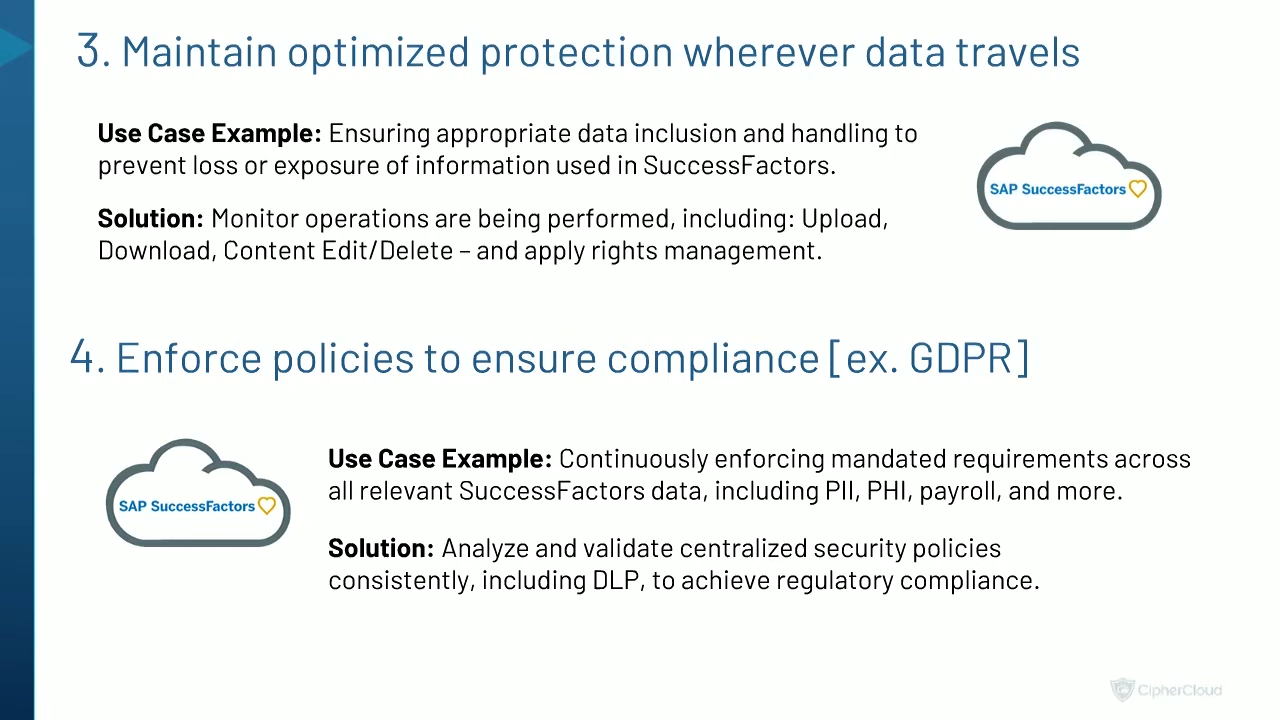 3. Maintain optimized protection wherever data travels
Use Case Example: Ensuring appropriate data inclusion and handling to
prevent loss or exposure of information used in SuccessFactors.
SAP SuccessFactors
Solution: Monitor operations are being performed, including: Upload,
Download, Content Edit/Delete – and apply rights management.
4. Enforce policies to ensure compliance [ex. GDPR]
SAP SuccessFactors
Use Case Example: Continuously enforcing mandated requirements across
all relevant SuccessFactors data, including PII, PHI, payroll, and more.
Solution: Analyze and validate centralized security policies
consistently, including DLP, to achieve regulatory compliance.
CipherCloud